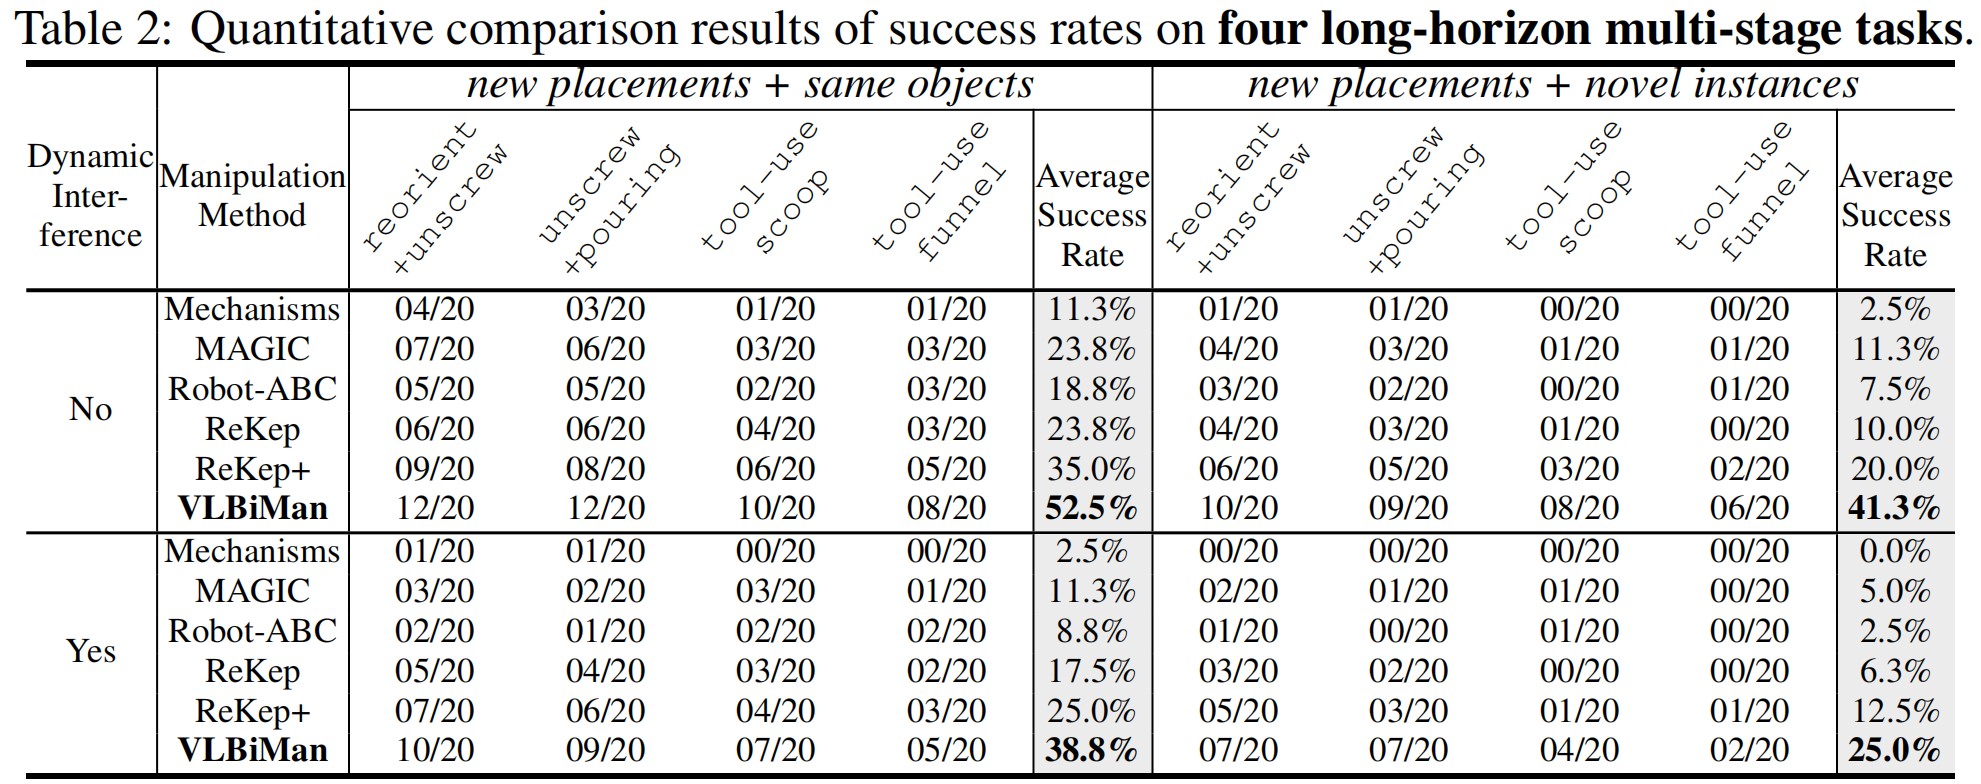 Table 2: Quantitative comparison results of success rates on four long-horizon multi-stage tasks.
Dynamic Inter-ference | Manipulation Method | new placements + same objects | new placements + novel instances
reorient +unscrew | unscrew +pouring | tool-use scoop | tool-use funnel | Average Success Rate | reorient +unscrew | unscrew +pouring | tool-use scoop | tool-use funnel | Average Success Rate
No
Mechanisms 04/20 03/20 01/20 01/20 11.3% 01/20 01/20 00/20 00/20 2.5%
MAGIC 07/20 06/20 03/20 03/20 23.8% 04/20 03/20 01/20 01/20 11.3%
Robot-ABC 05/20 05/20 02/20 03/20 18.8% 03/20 02/20 00/20 01/20 7.5%
ReKep 06/20 06/20 04/20 03/20 23.8% 04/20 03/20 01/20 00/20 10.0%
ReKep+ 09/20 08/20 06/20 05/20 35.0% 06/20 05/20 03/20 02/20 20.0%
VLBiMan 12/20 12/20 10/20 08/20 52.5% 10/20 09/20 08/20 06/20 41.3%
Yes
Mechanisms 01/20 01/20 00/20 00/20 2.5% 00/20 00/20 00/20 00/20 0.0%
MAGIC 03/20 02/20 03/20 01/20 11.3% 02/20 01/20 01/20 00/20 5.0%
Robot-ABC 02/20 01/20 02/20 02/20 8.8% 01/20 00/20 01/20 00/20 2.5%
ReKep 05/20 04/20 03/20 02/20 17.5% 03/20 02/20 00/20 00/20 6.3%
ReKep+ 07/20 06/20 04/20 03/20 25.0% 05/20 03/20 01/20 01/20 12.5%
VLBiMan 10/20 09/20 07/20 05/20 38.8% 07/20 07/20 04/20 02/20 25.0%